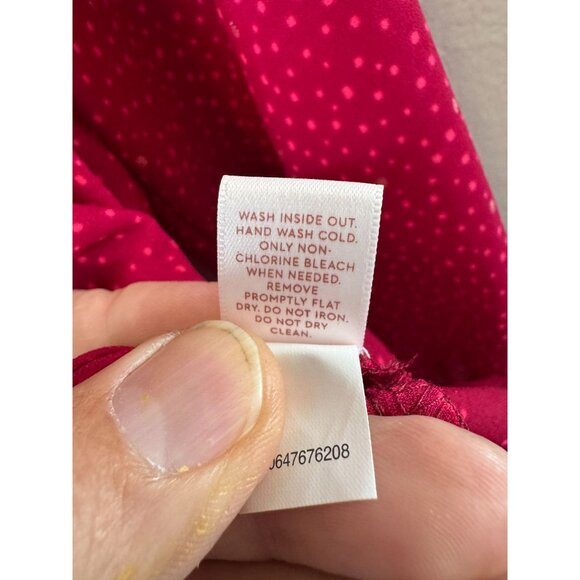 WASH INSIDE OUT.
HAND WASH COLD.
ONLY NON-
CHLORINE BLEACH
WHEN NEEDED.
REMOVE
PROMPTLY FLAT
DRY. DO NOT IRON.
DO NOT DRY
CLEAN.
0647676208